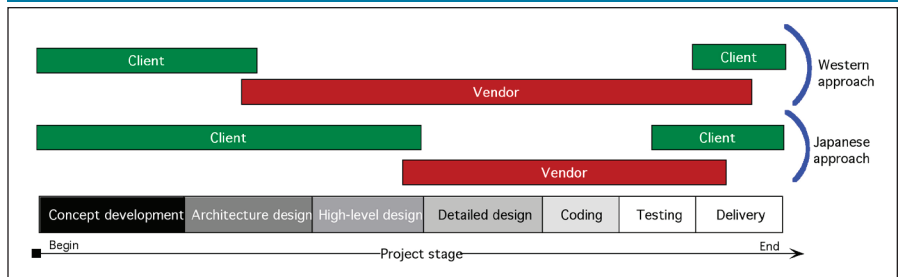 Client
Client
Vendor
Western
approach
Client
Client
Vendor
Japanese
approach
Concept development Architecture design High-level design Detailed design Coding Testing Delivery
Begin
Project stage
End